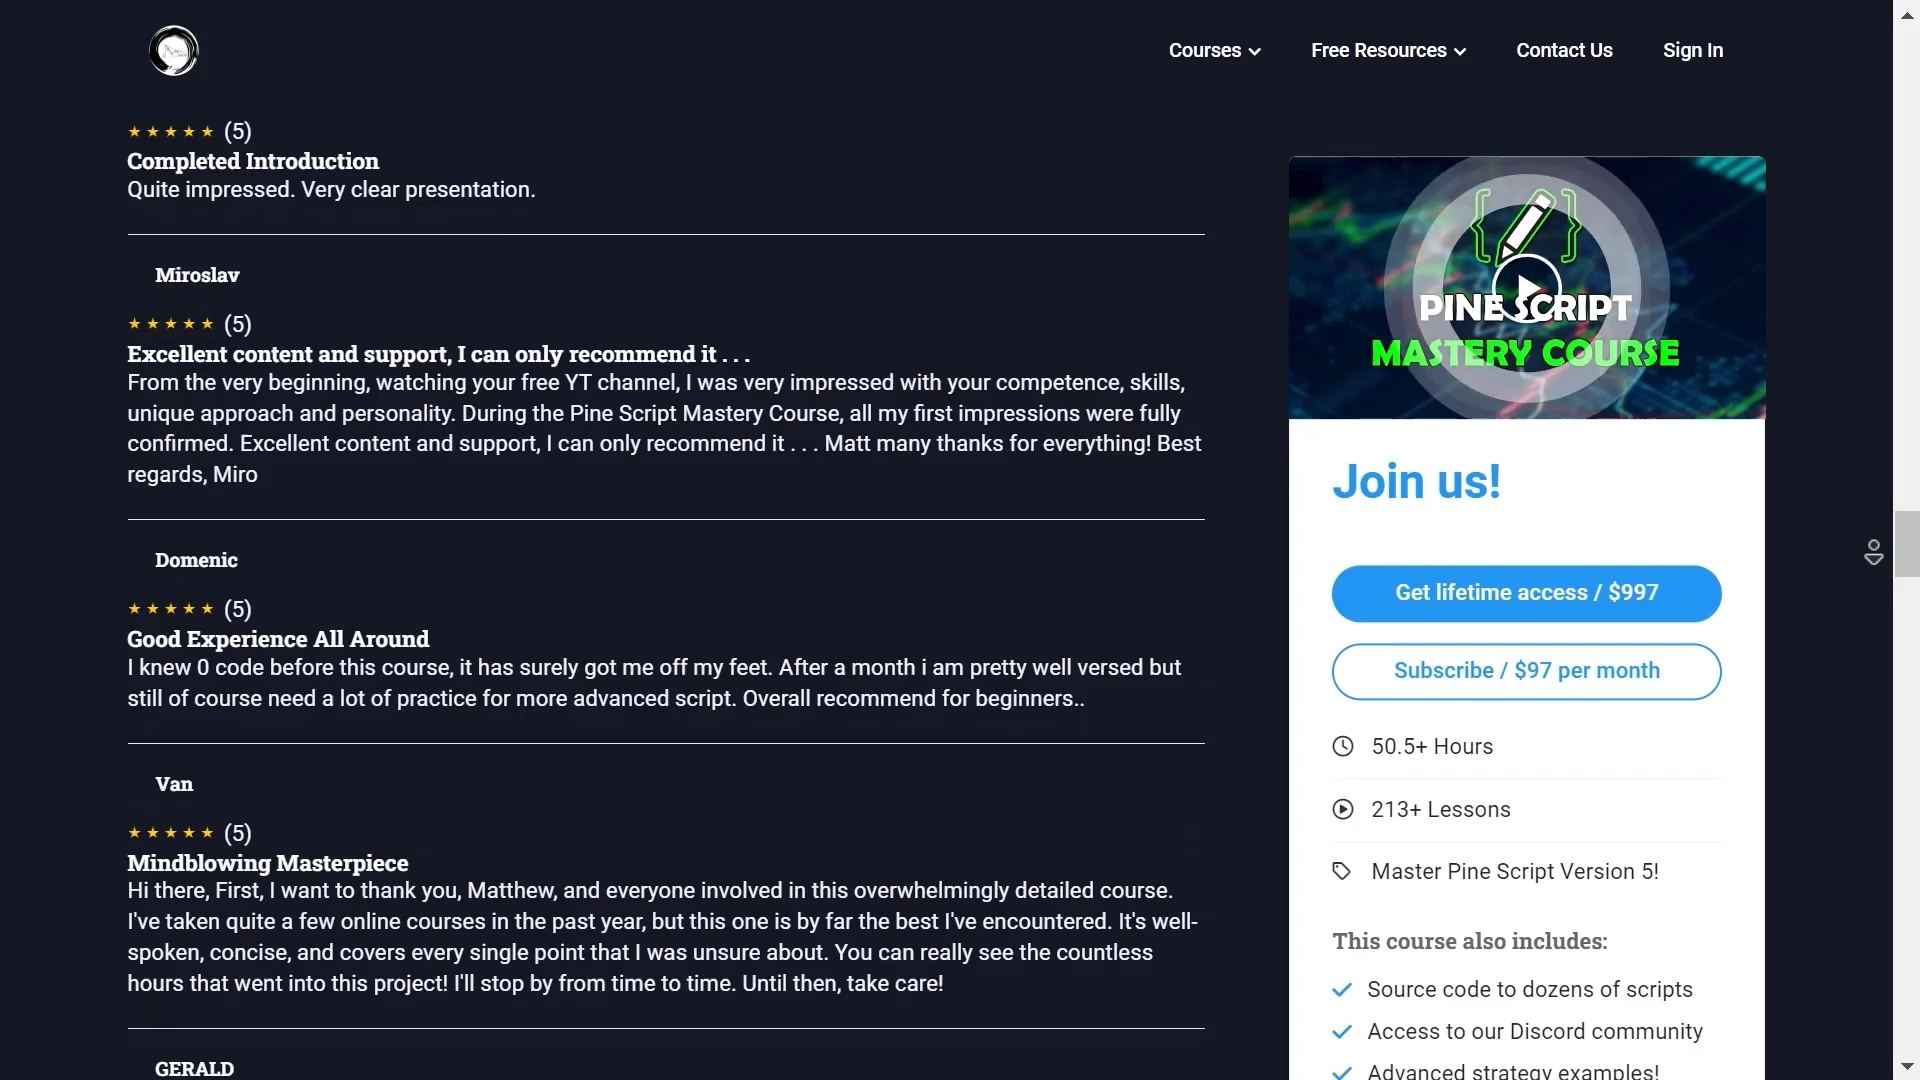 Courses
Free Resources
Contact Us
Sign In
(5)
Completed Introduction
Quite impressed. Very clear presentation.
Miroslav
(5)
Excellent content and support, I can only recommend it . . .
From the very beginning, watching your free YT channel, I was very impressed with your competence, skills,
unique approach and personality. During the Pine Script Mastery Course, all my first impressions were fully
confirmed. Excellent content and support, I can only recommend it . . . Matt many thanks for everything! Best
regards, Miro
Domenic
(5)
Good Experience All Around
I knew 0 code before this course, it has surely got me off my feet. After a month i am pretty well versed but
still of course need a lot of practice for more advanced script. Overall recommend for beginners..
Van
(5)
Mindblowing Masterpiece
Hi there, First, I want to thank you, Matthew, and everyone involved in this overwhelmingly detailed course.
I've taken quite a few online courses in the past year, but this one is by far the best I've encountered. It's well-
spoken, concise, and covers every single point that I was unsure about. You can really see the countless
hours that went into this project! I'll stop by from time to time. Until then, take care!
GERALD
PINE SCRIPT
MASTERY COURSE
Join us!
Get lifetime access / $997
Subscribe / $97 per month
50.5+ Hours
213+ Lessons
Master Pine Script Version 5!
This course also includes:
Source code to dozens of scripts
Access to our Discord community
Advanced strategy examples!